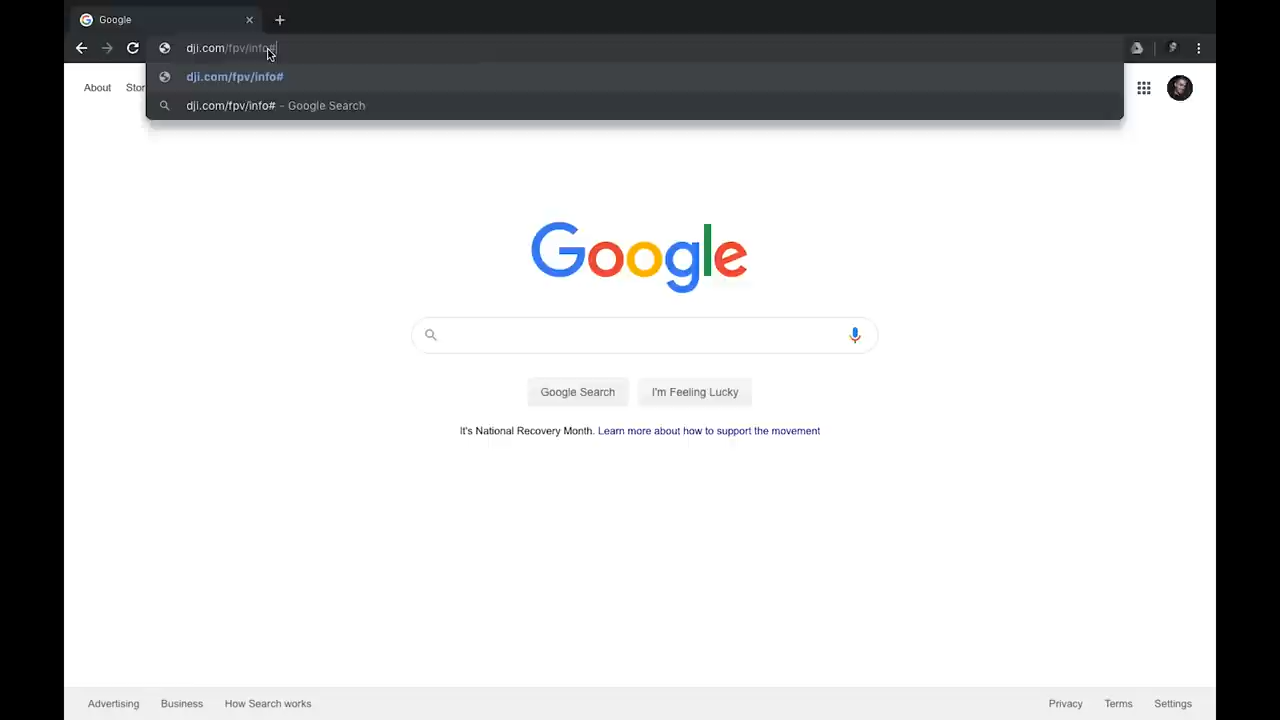 Google
dji.com/fpv/info#
dji.com/fpv/info#
dji.com/fpv/info# - Google Search
About
Google
Google Search
I'm Feeling Lucky
It's National Recovery Month. Learn more about how to support the movement
Advertising
Business
How Search works
Privacy
Terms
Settings